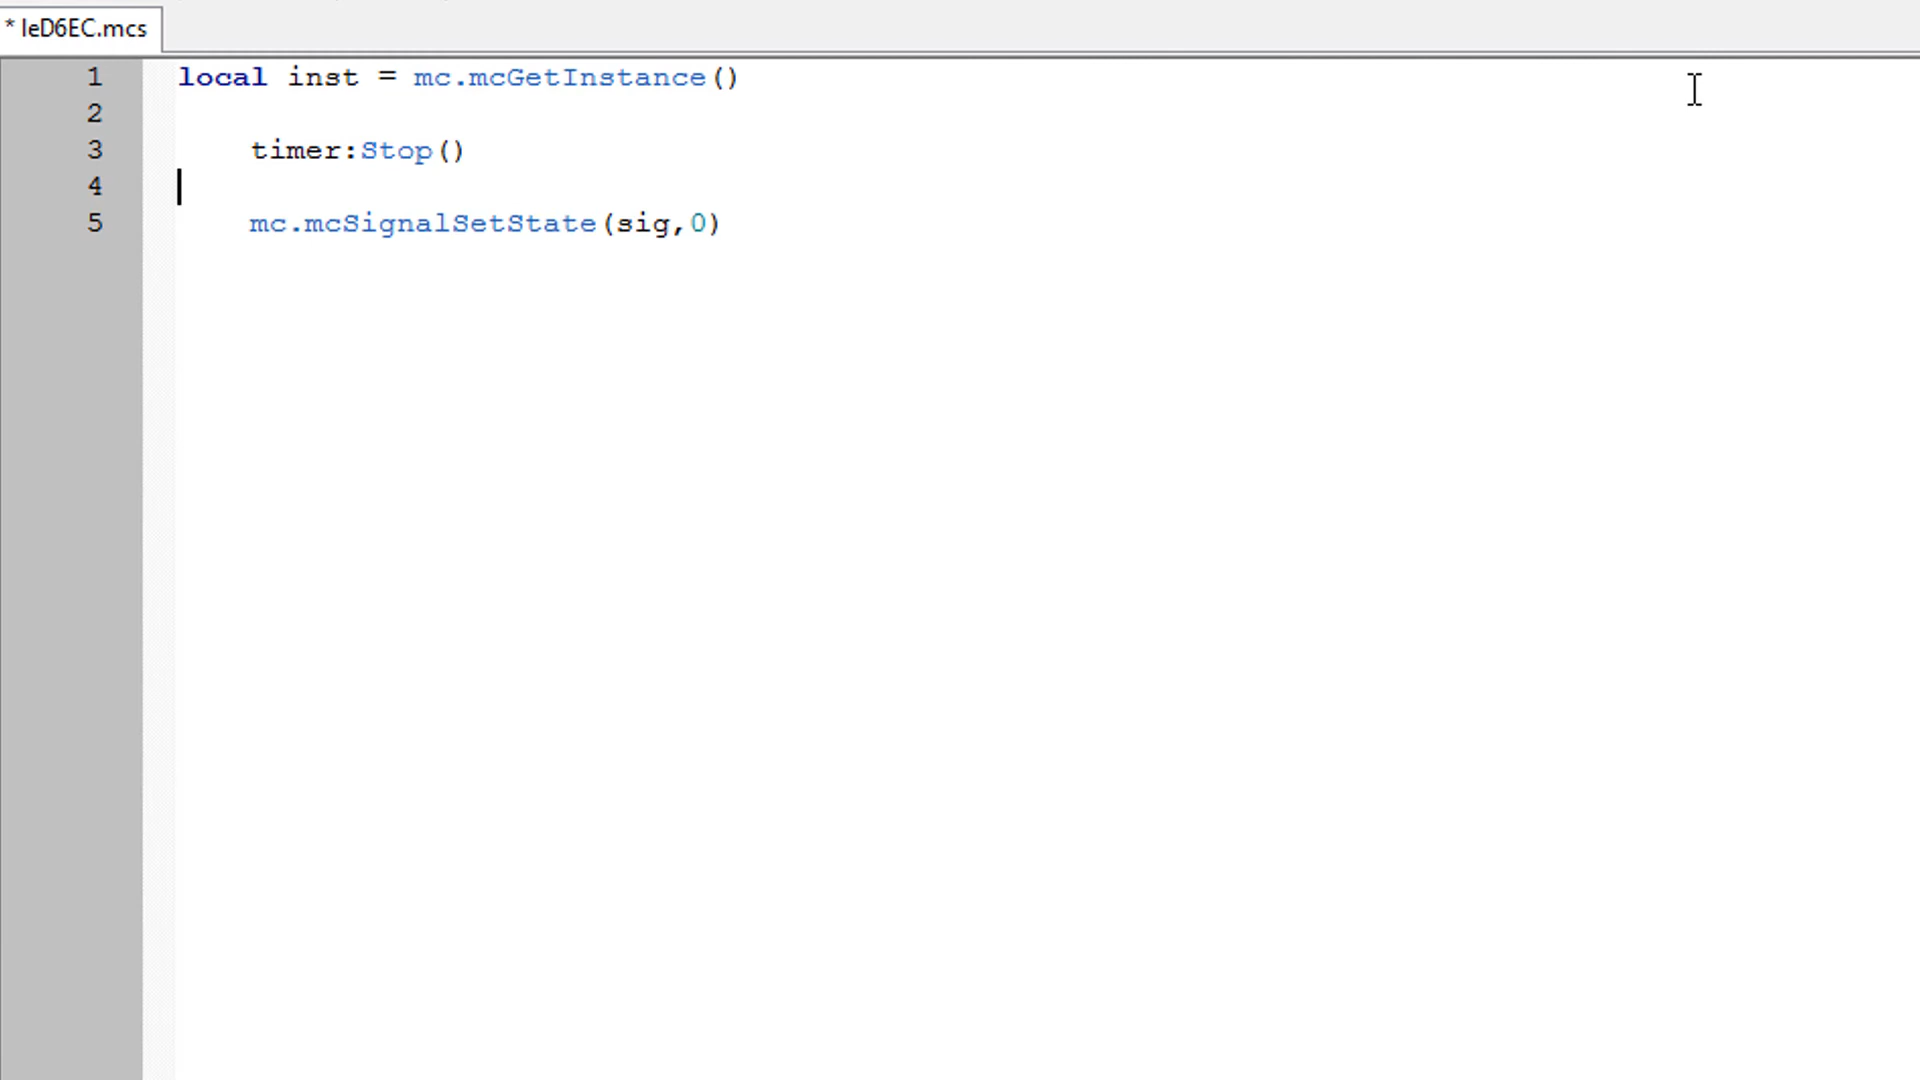 * leD6EC.mcs
1 local inst = mc.mcGetInstance()
2
3 timer:Stop()
4
5 mc.mcSignalSetState(sig,0)